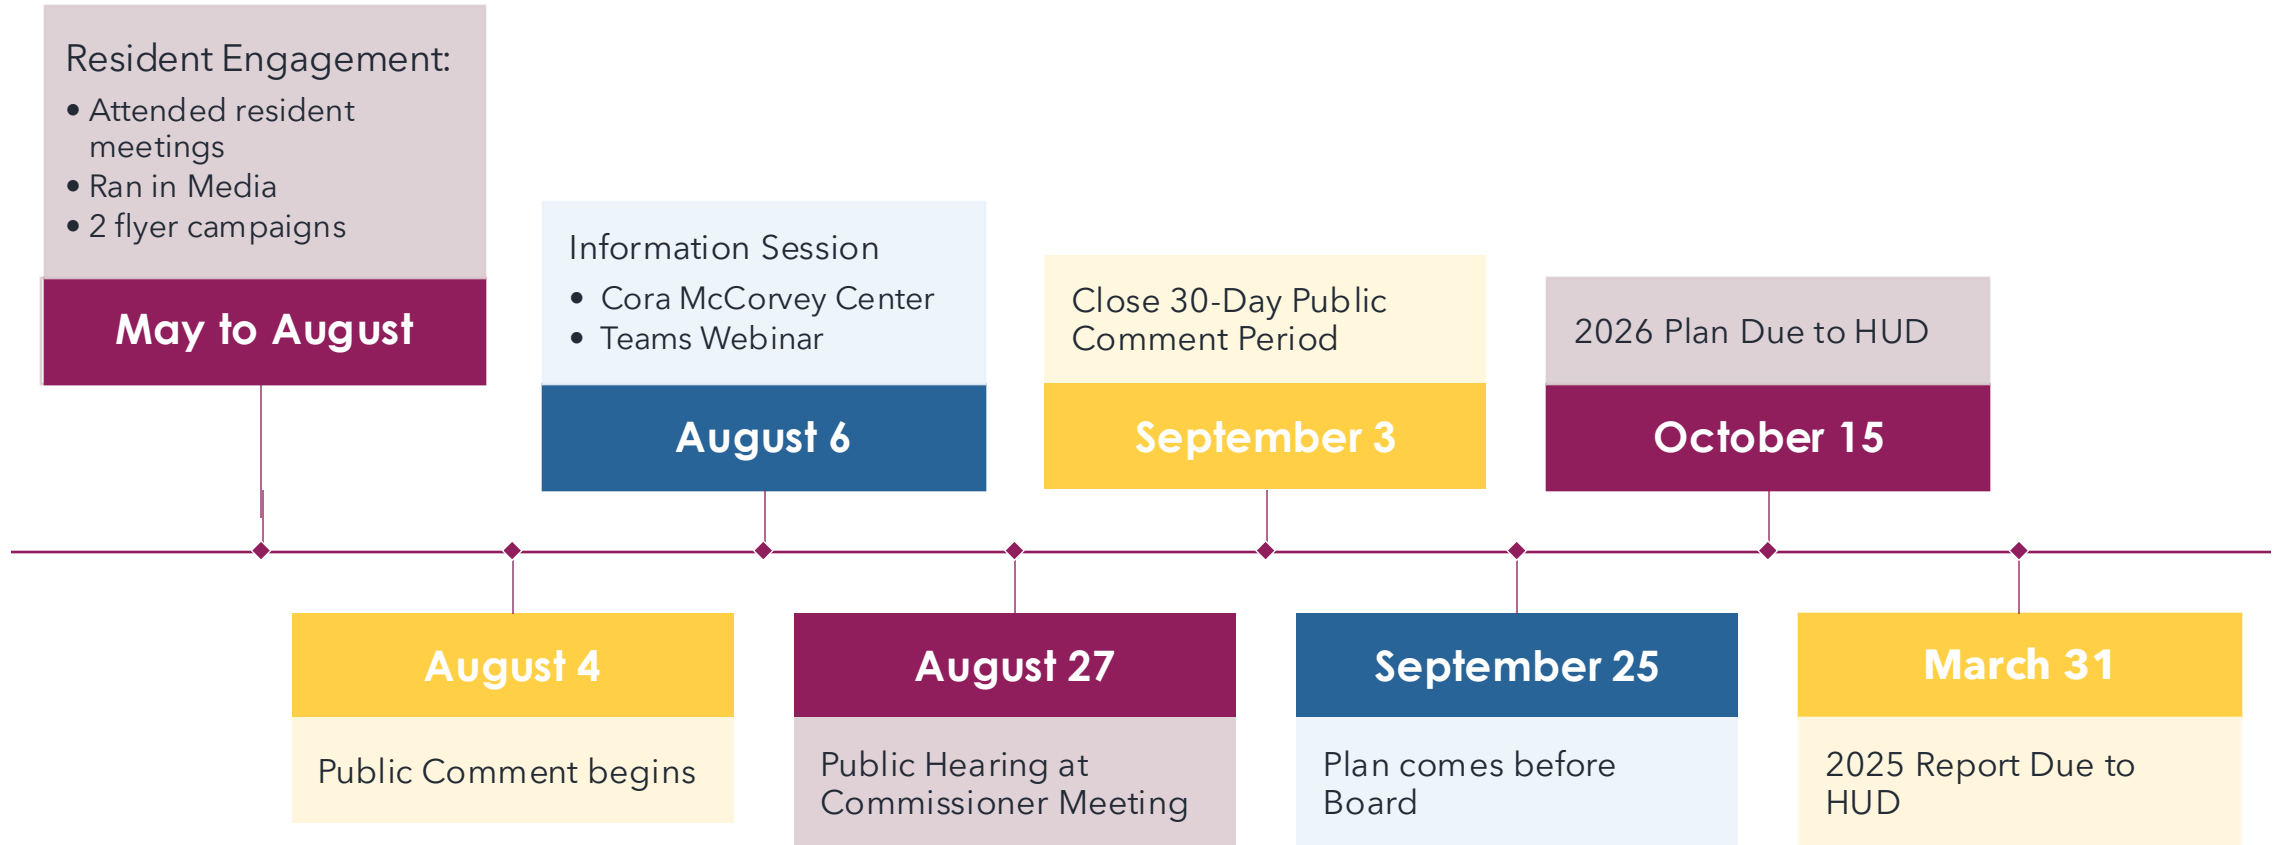 Resident Engagement:
• Attended resident
meetings
• Ran in Media
• 2 flyer campaigns
May to August
August 4
Public Comment begins
Information Session
• Cora McCorvey Center
• Teams Webinar
August 6
August 27
Public Hearing at
Commissioner Meeting
Close 30-Day Public
Comment Period
September 3
September 25
Plan comes before
Board
2026 Plan Due to HUD
October 15
March 31
2025 Report Due to
HUD